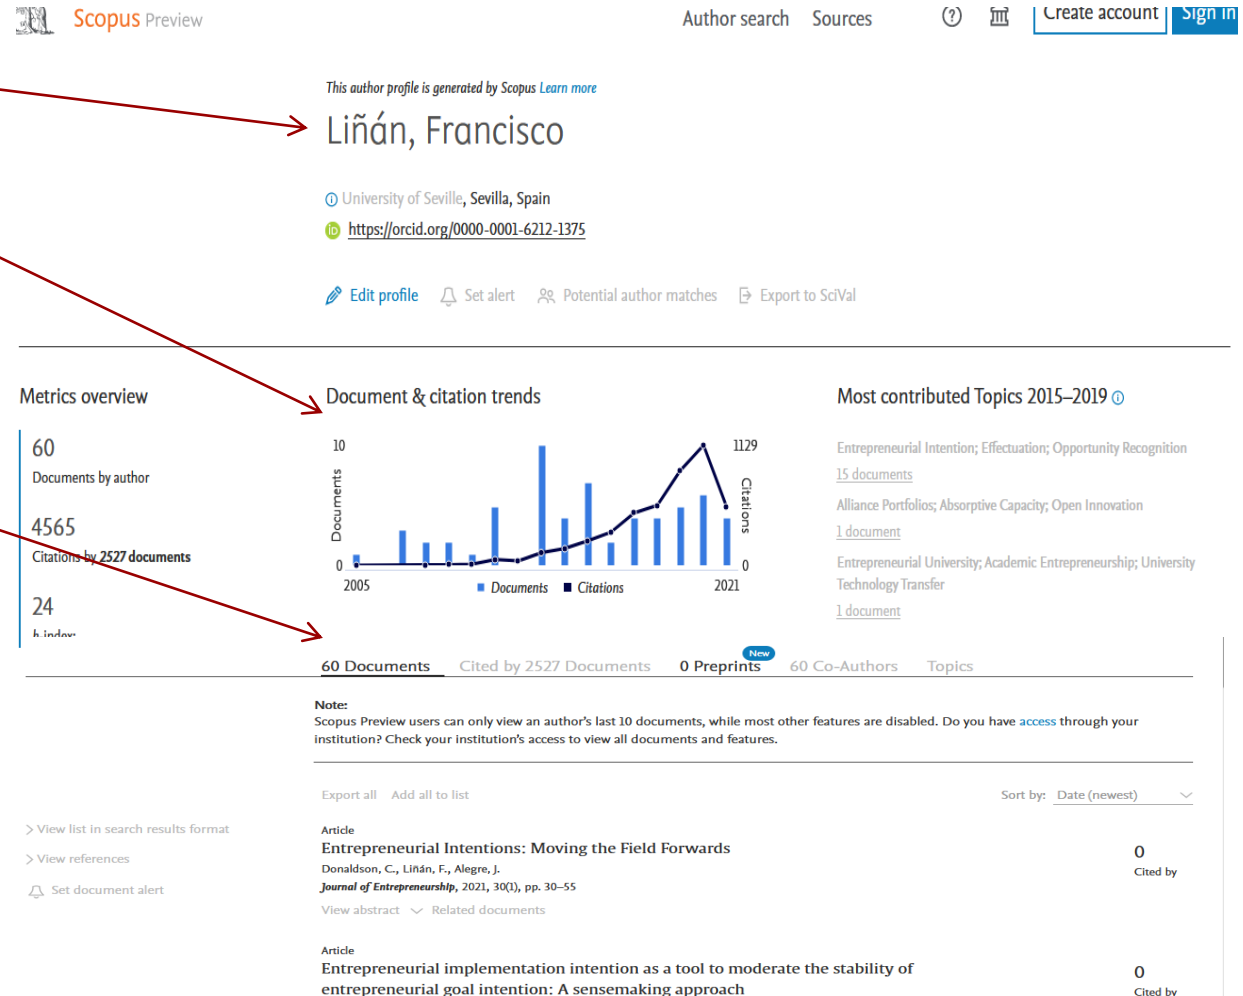 Scopus Preview
Author search Sources
Create account Sign in
This author profile is generated by Scopus Learn more
Liñán, Francisco
University of Seville, Sevilla, Spain
iD https://orcid.org/0000-0001-6212-1375
Edit profile Set alert Potential author matches Export to SciVal
Metrics overview
60
Documents by author
4565
Citations by 2527 documents
24
h-index:
Document & citation trends
10
1129
Documents
Citations
0
0
2005
2021
Documents Citations
Most contributed Topics 2015–2019
Entrepreneurial Intention; Effectuation; Opportunity Recognition
15 documents
Alliance Portfolios; Absorptive Capacity; Open Innovation
1 document
Entrepreneurial University; Academic Entrepreneurship; University
Technology Transfer
1 document
New
60 Documents Cited by 2527 Documents 0 Preprints 60 Co-Authors Topics
Note:
Scopus Preview users can only view an author's last 10 documents, while most other features are disabled. Do you have access through your
institution? Check your institution's access to view all documents and features.
Export all Add all to list
Sort by: Date (newest)
> View list in search results format
> View references
Set document alert
Article
Entrepreneurial Intentions: Moving the Field Forwards
Donaldson, C., Liñán, F., Alegre, J.
Journal of Entrepreneurship, 2021, 30(1), pp. 30–55
View abstract Related documents
0
Cited by
Article
Entrepreneurial implementation intention as a tool to moderate the stability of
entrepreneurial goal intention: A sensemaking approach
0
Cited by